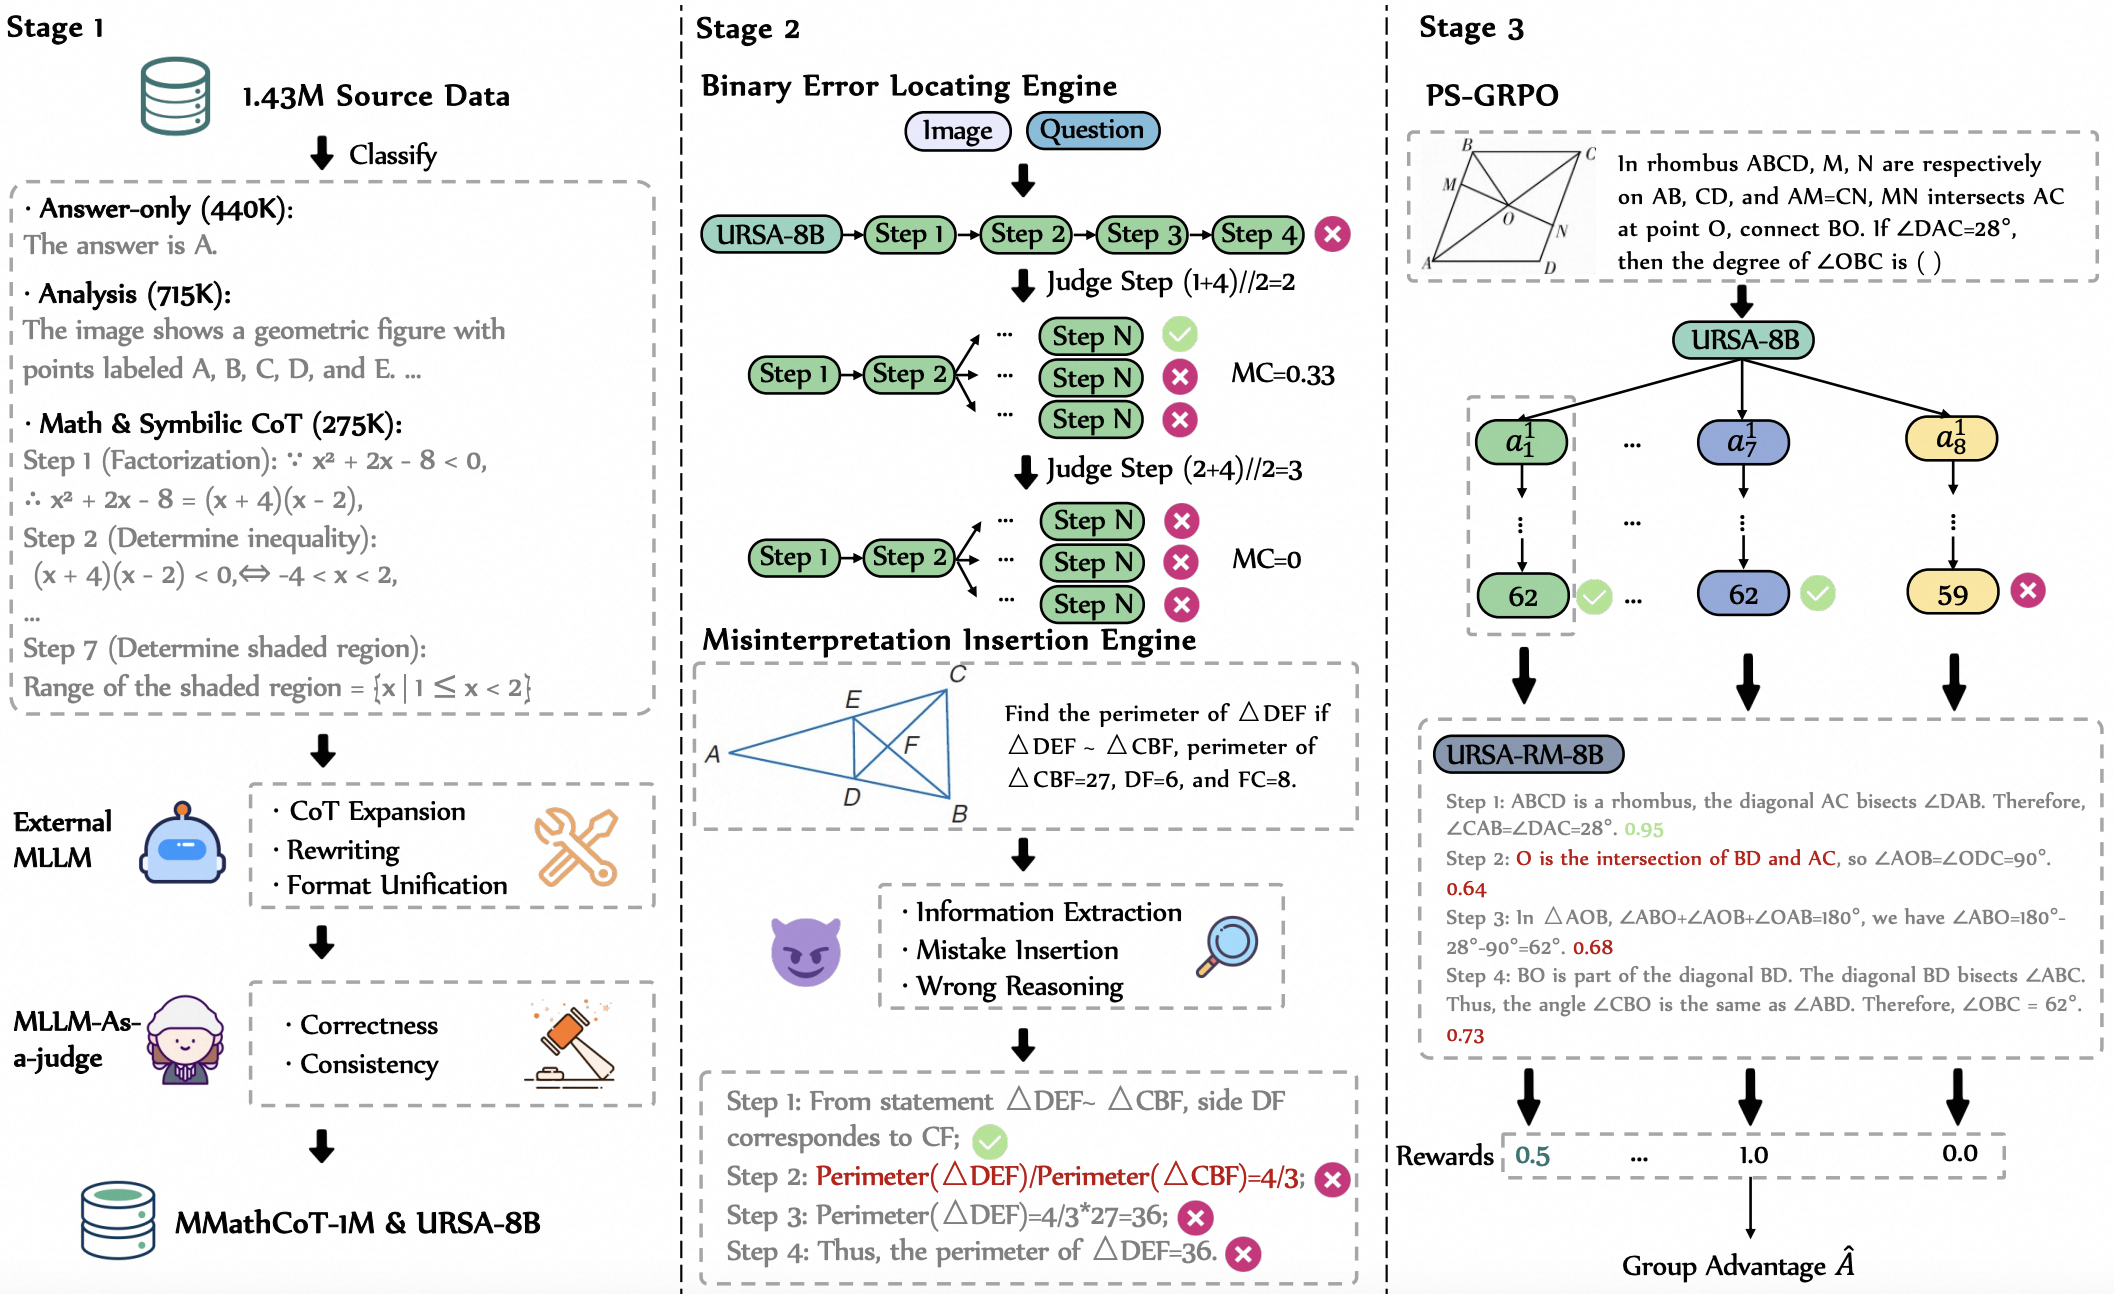 Stage 1
1.43M Source Data
Classify
· Answer-only (440K):
The answer is A.
· Analysis (715K):
The image shows a geometric figure with
points labeled A, B, C, D, and E. ...
· Math & Symbilic CoT (275K):
Step 1 (Factorization): ∵ x² + 2x - 8 < 0,
∴ x² + 2x - 8 = (x + 4)(x - 2),
Step 2 (Determine inequality):
(x + 4)(x - 2) < 0,⇔ -4 < x < 2,
...
Step 7 (Determine shaded region):
Range of the shaded region = {x | 1 ≤ x < 2}
External
MLLM
· CoT Expansion
· Rewriting
· Format Unification
MLLM-As-
a-judge
· Correctness
· Consistency
MMathCoT-1M & URSA-8B
Stage 2
Binary Error Locating Engine
Image Question
URSA-8B Step 1 Step 2 Step 3 Step 4
Judge Step (1+4)//2=2
... Step N
Step 1 Step 2 ... Step N MC=0.33
... Step N
Judge Step (2+4)//2=3
... Step N
Step 1 Step 2 ... Step N MC=0
... Step N
Misinterpretation Insertion Engine
C
E
A
F
D
B
Find the perimeter of △DEF if
△DEF ~ △CBF, perimeter of
△CBF=27, DF=6, and FC=8.
· Information Extraction
· Mistake Insertion
· Wrong Reasoning
Step 1: From statement △DEF~ △CBF, side DF
correspondes to CF;
Step 2: Perimeter(△DEF)/Perimeter(△CBF)=4/3;
Step 3: Perimeter(△DEF)=4/3*27=36;
Step 4: Thus, the perimeter of △DEF=36.
Stage 3
PS-GRPO
B
C
M
O
N
A
D
In rhombus ABCD, M, N are respectively
on AB, CD, and AM=CN, MN intersects AC
at point O, connect BO. If ∠DAC=28°,
then the degree of ∠OBC is ( )
URSA-8B
a₁¹ ... a₇¹ a₈¹
⋮ ... ⋮ ⋮
62 ... 62 59
URSA-RM-8B
Step 1: ABCD is a rhombus, the diagonal AC bisects ∠DAB. Therefore,
∠CAB=∠DAC=28°. 0.95
Step 2: O is the intersection of BD and AC, so ∠AOB=∠ODC=90°.
0.64
Step 3: In △AOB, ∠ABO+∠AOB+∠OAB=180°, we have ∠ABO=180°-
28°-90°=62°. 0.68
Step 4: BO is part of the diagonal BD. The diagonal BD bisects ∠ABC.
Thus, the angle ∠CBO is the same as ∠ABD. Therefore, ∠OBC = 62°.
0.73
Rewards 0.5 ... 1.0 0.0
Group Advantage Â